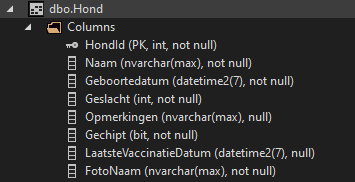 dbo.Hond
Columns
HondId (PK, int, not null)
Naam (nvarchar(max), not null)
Geboortedatum (datetime2(7), not null)
Geslacht (int, not null)
Opmerkingen (nvarchar(max), null)
Gechipt (bit, not null)
LaatsteVaccinatieDatum (datetime2(7), null)
FotoNaam (nvarchar(max), null)